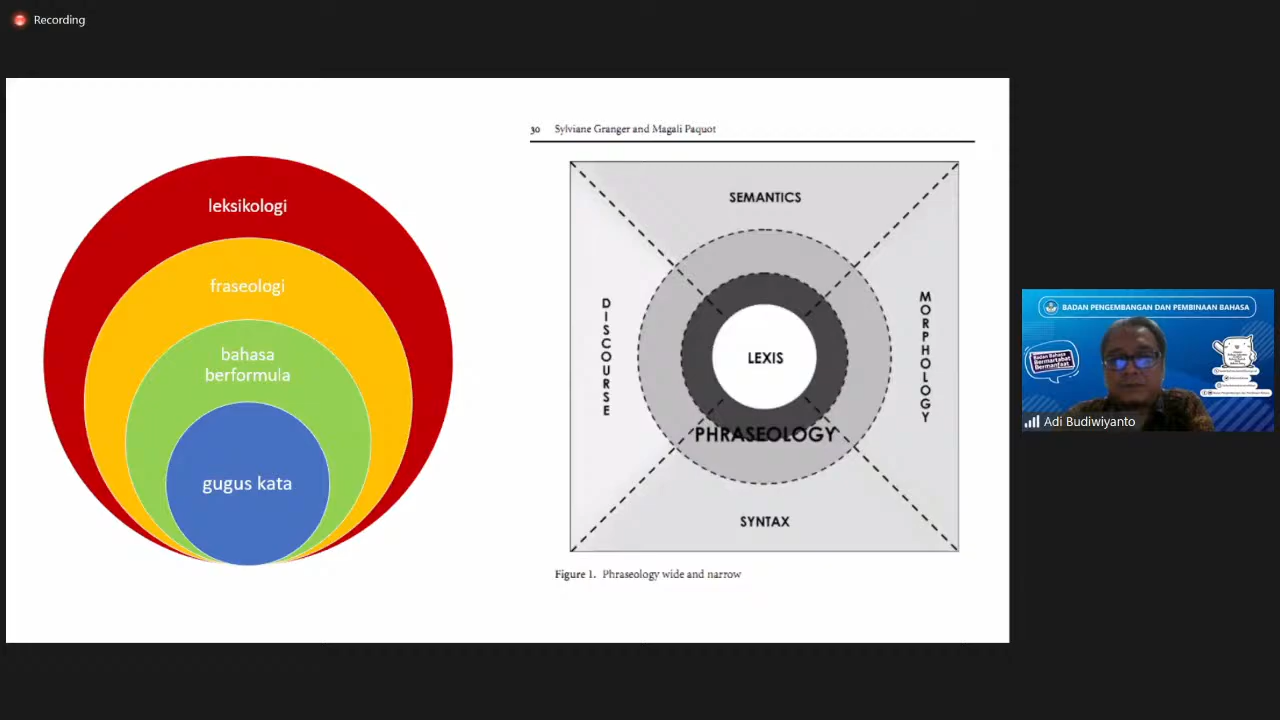 Recording
leksikologi
fraseologi
bahasa
berformula
gugus kata
30 Sylviane Granger and Magali Paquot
SEMANTICS
DISCOURSE
MORPHOLOGY
LEXIS
PHRASEOLOGY
SYNTAX
Figure 1. Phraseology wide and narrow
BADAN PENGEMBANGAN DAN PEMBINAAN BAHASA
Badan Bahasa
Bermartabat
Bermanfaat
Adi Budiwiyanto